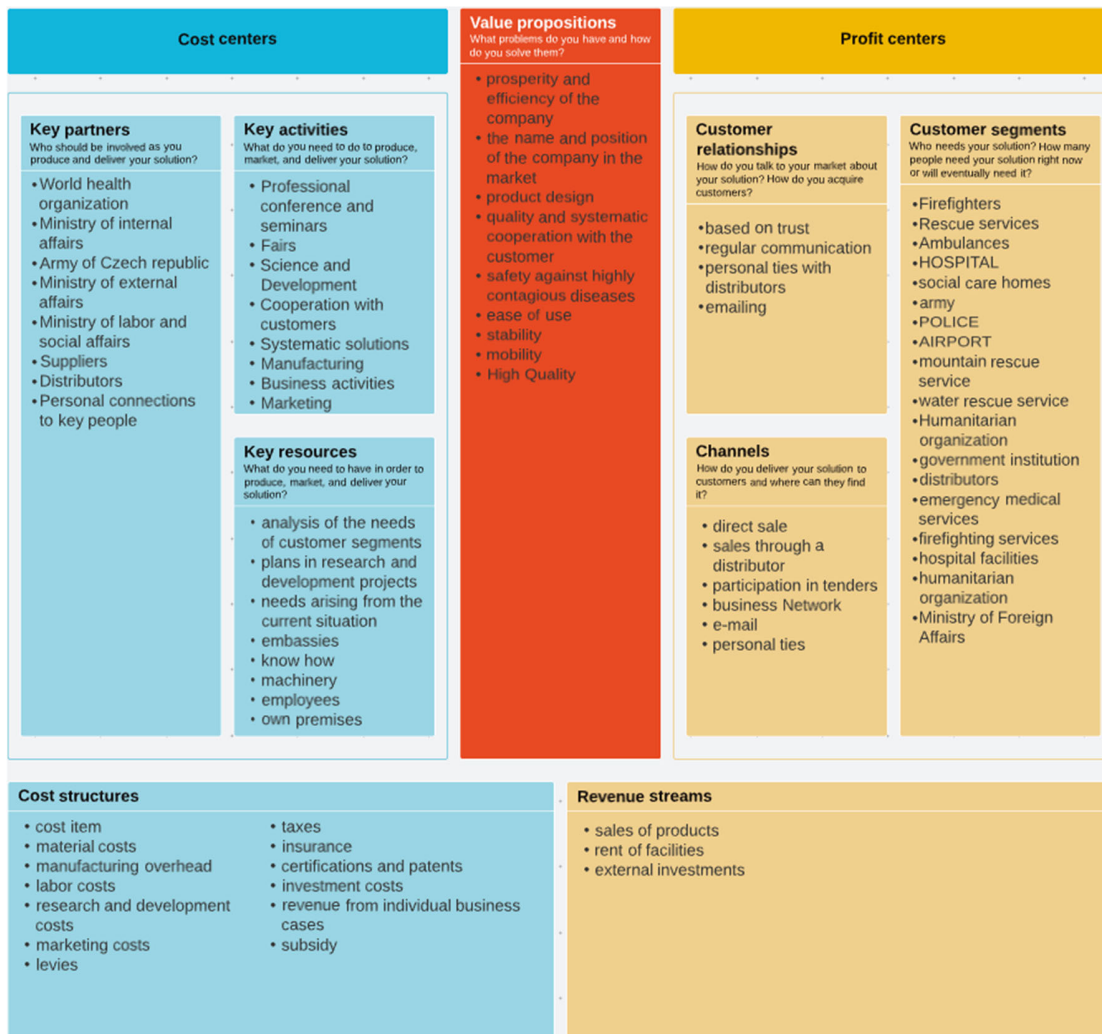 Cost centers
Value propositions
What problems do you have and how
do you solve them?
• prosperity and
efficiency of the
company
• the name and position
of the company in the
market
• product design
• quality and systematic
cooperation with the
customer
• safety against highly
contagious diseases
• ease of use
• stability
• mobility
• High Quality
Profit centers
Key partners
Who should be involved as you
produce and deliver your solution?
• World health
organization
• Ministry of internal
affairs
• Army of Czech republic
• Ministry of external
affairs
• Ministry of labor and
social affairs
• Suppliers
• Distributors
• Personal connections
to key people
Key activities
What do you need to do to produce,
market, and deliver your solution?
• Professional
conference and
seminars
• Fairs
• Science and
Development
• Cooperation with
customers
• Systematic solutions
• Manufacturing
• Business activities
• Marketing
Key resources
What do you need to have in order to
produce, market, and deliver your
solution?
• analysis of the needs
of customer segments
• plans in research and
development projects
• needs arising from the
current situation
• embassies
• know how
• machinery
• employees
• own premises
Customer
relationships
How do you talk to your market about
your solution? How do you acquire
customers?
• based on trust
• regular communication
• personal ties with
distributors
• emailing
Channels
How do you deliver your solution to
customers and where can they find
it?
• direct sale
• sales through a
distributor
• participation in tenders
• business Network
• e-mail
• personal ties
Customer segments
Who needs your solution? How many
people need your solution right now
or will eventually need it?
• Firefighters
• Rescue services
• Ambulances
• HOSPITAL
• social care homes
• army
• POLICE
• AIRPORT
• mountain rescue
service
• water rescue service
• Humanitarian
organization
• government institution
• distributors
• emergency medical
services
• firefighting services
• hospital facilities
• humanitarian
organization
• Ministry of Foreign
Affairs
Cost structures
• cost item
• material costs
• manufacturing overhead
• labor costs
• research and development
costs
• marketing costs
• levies
• taxes
• insurance
• certifications and patents
• investment costs
• revenue from individual business
cases
• subsidy
Revenue streams
• sales of products
• rent of facilities
• external investments